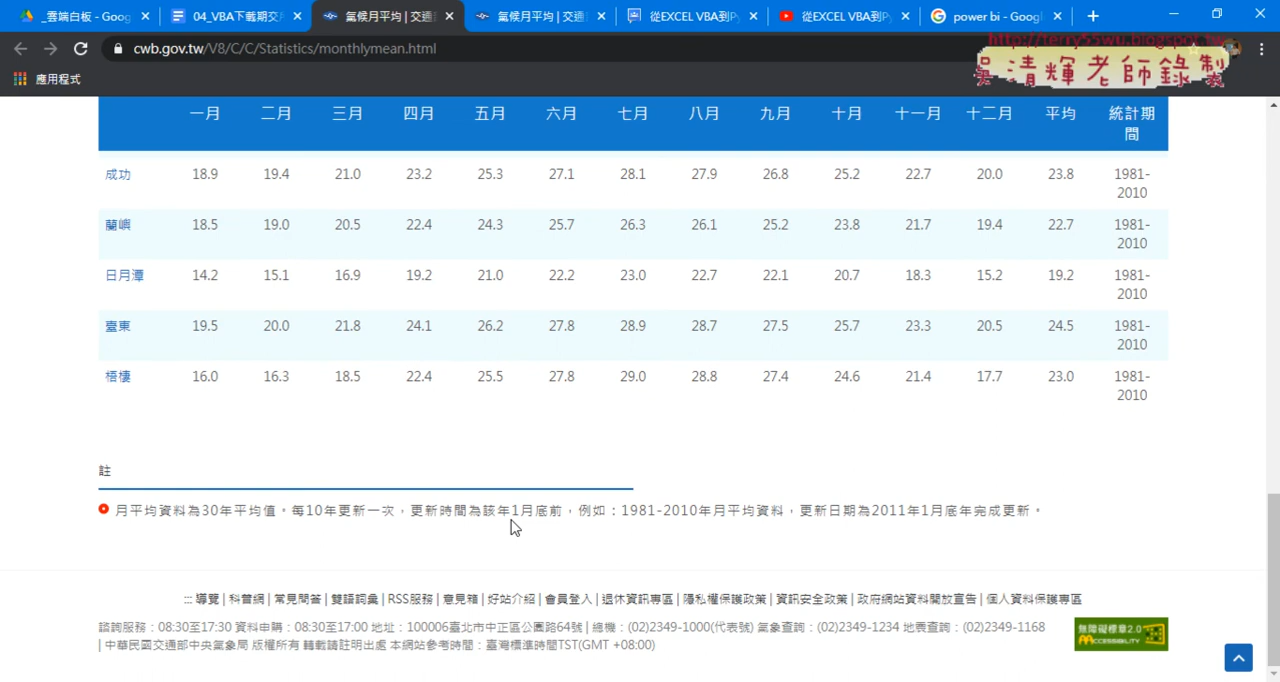 _雲端白板 - Goog
04_VBA下載期交所
氣候月平均 | 交通部
氣候月平均 | 交通部
從EXCEL VBA到Py
從EXCEL VBA到Py
power bi - Googl
cwb.gov.tw/V8/C/C/Statistics/monthlymean.html
http://terry55wu.blogspot.tw
吳清輝老師錄製
應用程式
一月 二月 三月 四月 五月 六月 七月 八月 九月 十月 十一月 十二月 平均 統計期間
成功 18.9 19.4 21.0 23.2 25.3 27.1 28.1 27.9 26.8 25.2 22.7 20.0 23.8 1981-2010
蘭嶼 18.5 19.0 20.5 22.4 24.3 25.7 26.3 26.1 25.2 23.8 21.7 19.4 22.7 1981-2010
日月潭 14.2 15.1 16.9 19.2 21.0 22.2 23.0 22.7 22.1 20.7 18.3 15.2 19.2 1981-2010
臺東 19.5 20.0 21.8 24.1 26.2 27.8 28.9 28.7 27.5 25.7 23.3 20.5 24.5 1981-2010
梧棲 16.0 16.3 18.5 22.4 25.5 27.8 29.0 28.8 27.4 24.6 21.4 17.7 23.0 1981-2010
註
月平均資料為30年平均值。每10年更新一次，更新時間為該年1月底前，例如：1981-2010年月平均資料，更新日期為2011年1月底年完成更新。
::: 導覽 | 科普網 | 常見問答 | 雙語詞彙 | RSS服務 | 意見箱 | 好站介紹 | 會員登入 | 退休資訊專區 | 隱私權保護政策 | 資訊安全政策 | 政府網站資料開放宣告 | 個人資料保護專區
諮詢服務：08:30至17:30 資料申購：08:30至17:00 地址：100006臺北市中正區公園路64號 | 總機：(02)2349-1000(代表號) 氣象查詢：(02)2349-1234 地震查詢：(02)2349-1168
| 中華民國交通部中央氣象局 版權所有 轉載請註明出處 本網站參考時間：臺灣標準時間TST(GMT +08:00)
無障礙標章2.0
ACCESSIBILITY